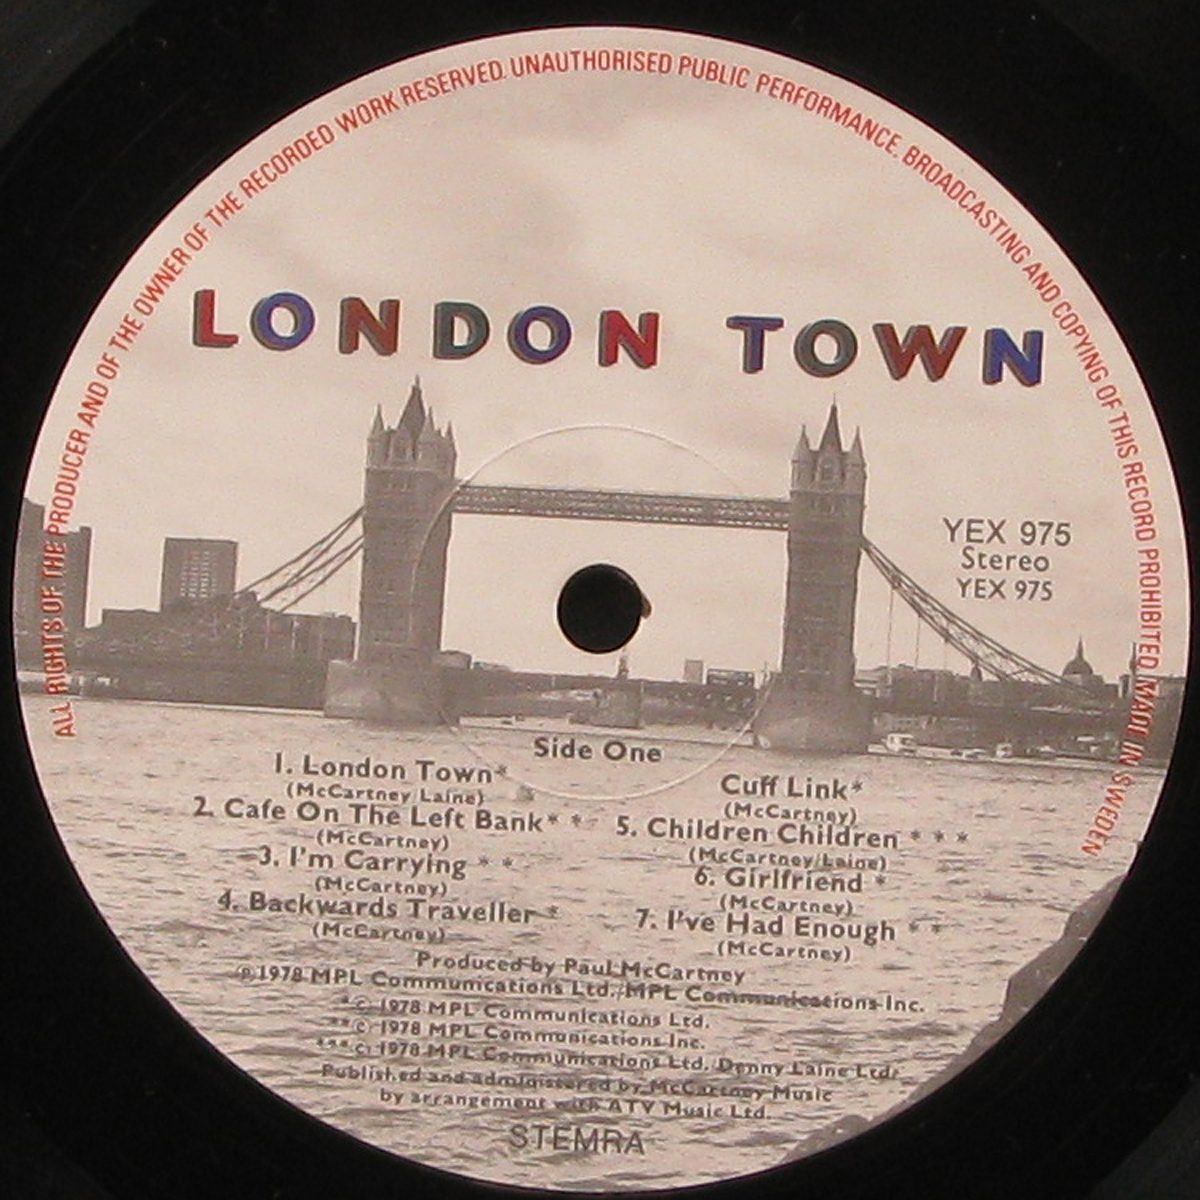 ALL RIGHTS OF THE PRODUCER AND OF THE OWNER OF THE RECORDED WORK RESERVED. UNAUTHORISED PUBLIC PERFORMANCE. BROADCASTING AND COPYING OF THIS RECORD PROHIBITED. MADE IN SWEDEN
LONDON TOWN
YEX 975
Stereo
YEX 975
Side One
1. London Town*
(McCartney/Laine)
2. Cafe On The Left Bank* *
(McCartney)
3. I'm Carrying * *
(McCartney)
4. Backwards Traveller *
(McCartney)
Cuff Link*
(McCartney)
5. Children Children * * *
(McCartney/Laine)
6. Girlfriend *
(McCartney)
7. I've Had Enough * *
(McCartney)
Produced by Paul McCartney
℗1978 MPL Communications Ltd./MPL Communications Inc.
*© 1978 MPL Communications Ltd.
**© 1978 MPL Communications Inc.
***© 1978 MPL Communications Ltd. Denny Laine Ltd.
Published and administered by McCartney Music
by arrangement with ATV Music Ltd.
STEMRA